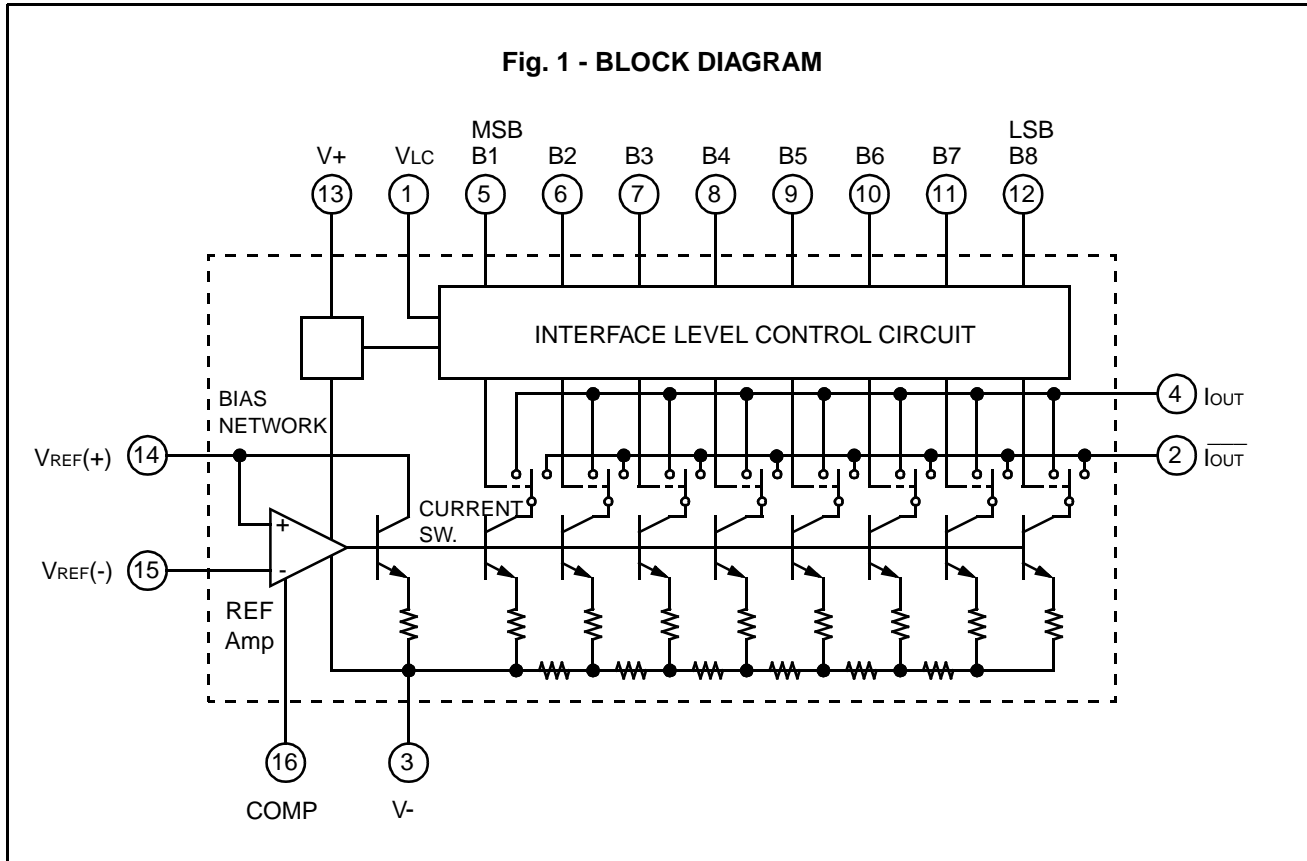 Fig. 1 - BLOCK DIAGRAM
MSB LSB
V+ VLC B1 B2 B3 B4 B5 B6 B7 B8
13 1 5 6 7 8 9 10 11 12
INTERFACE LEVEL CONTROL CIRCUIT
4 IOUT
BIAS
NETWORK
VREF(+) 14
2 IOUT
CURRENT
SW.
+
-
VREF(-) 15
REF
Amp
16 3
COMP V-